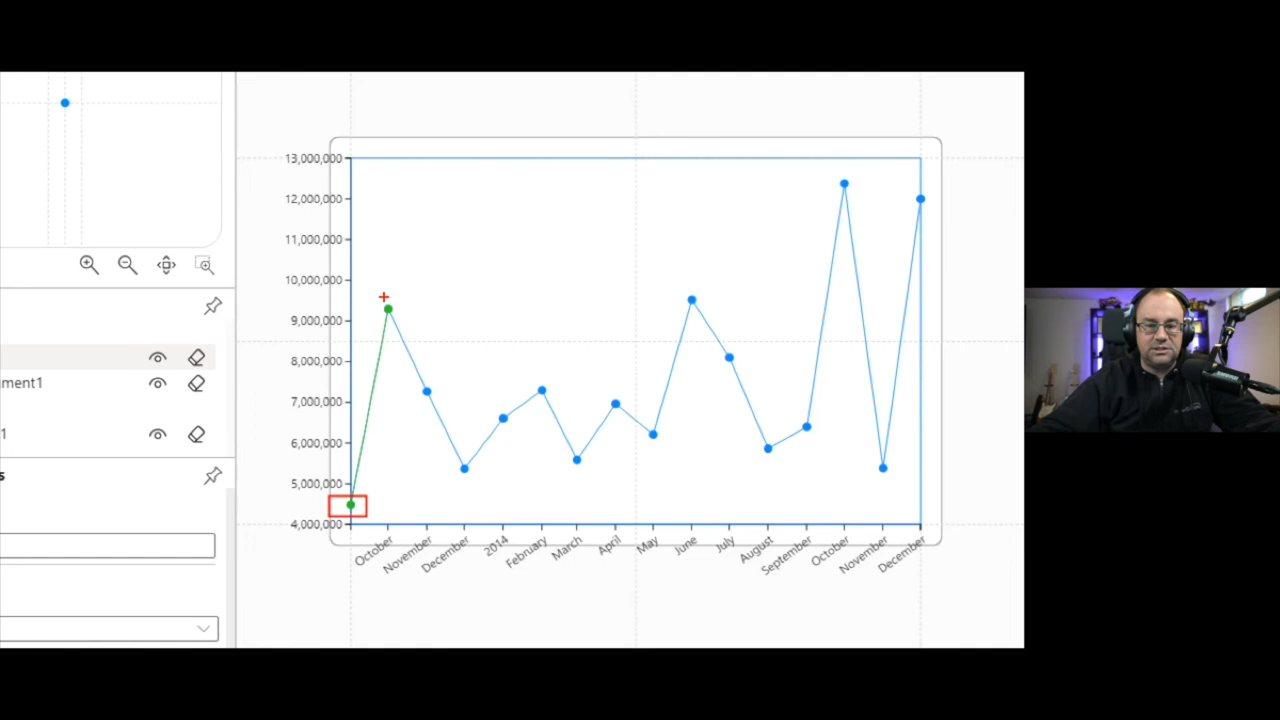 13,000,000
12,000,000
11,000,000
10,000,000
9,000,000
8,000,000
7,000,000
6,000,000
5,000,000
4,000,000
October
November
December
2014
February
March
April
May
June
July
August
September
October
November
December
ment1
1
s